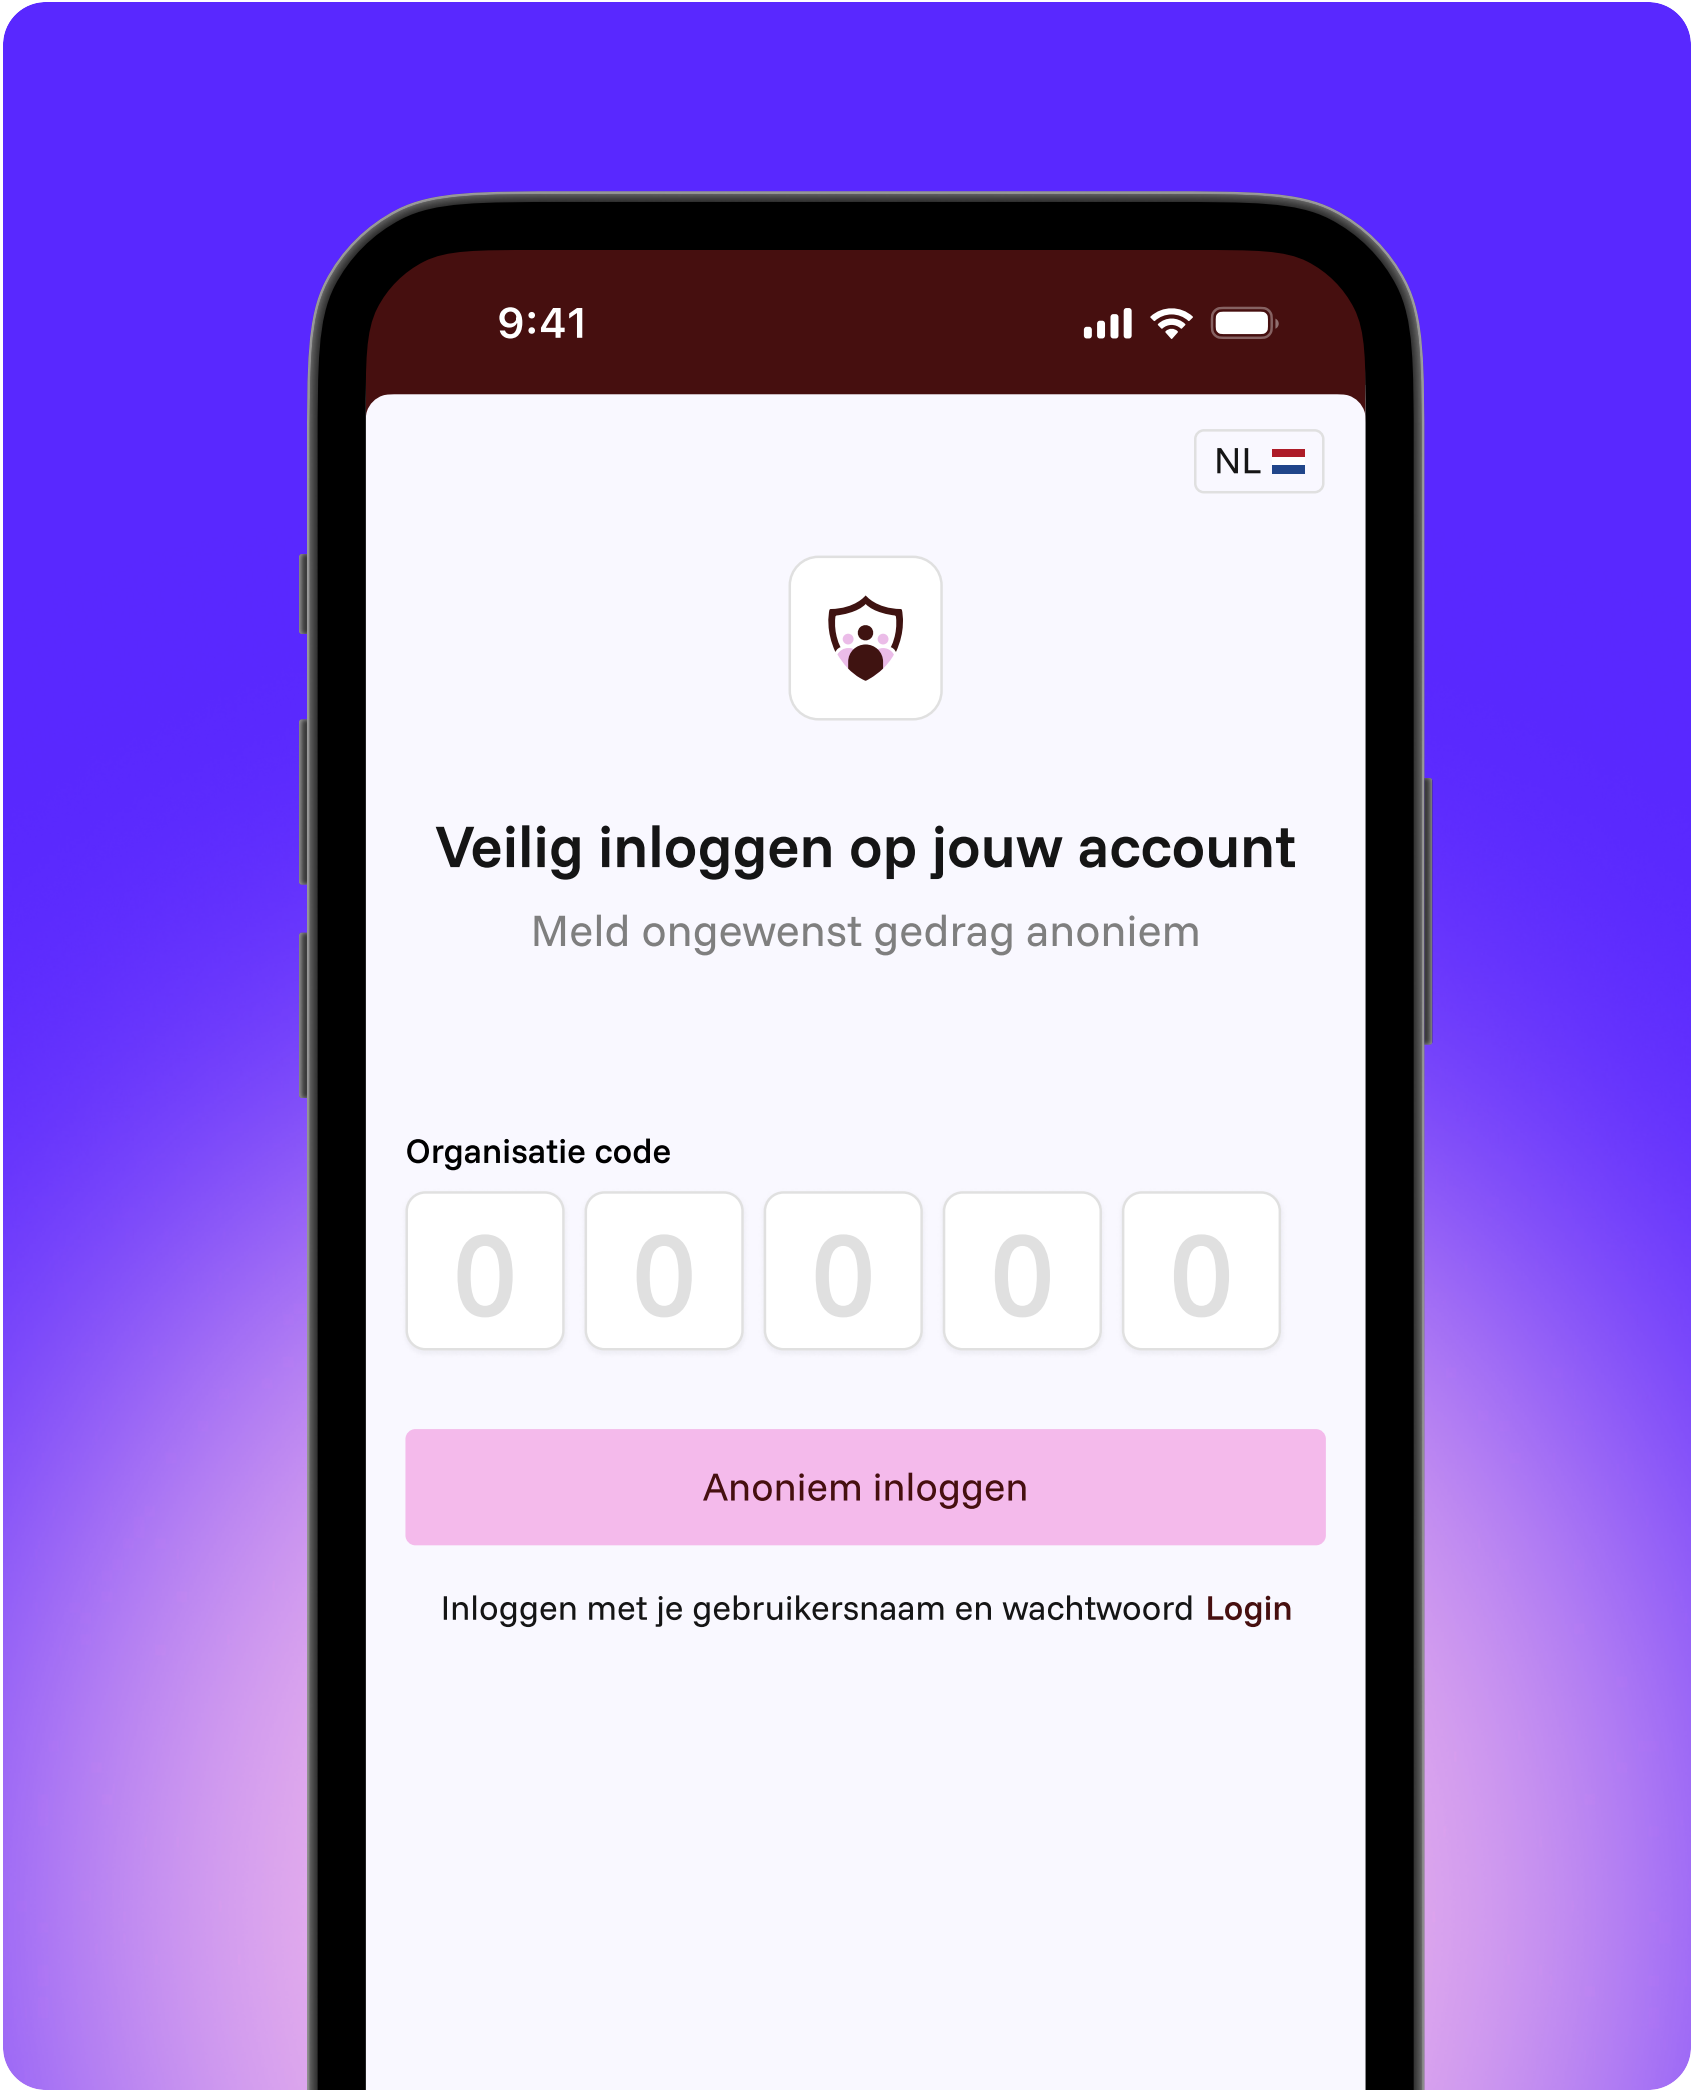 9:41
NL
Veilig inloggen op jouw account
Meld ongewenst gedrag anoniem
Organisatie code
0 0 0 0 0
Anoniem inloggen
Inloggen met je gebruikersnaam en wachtwoord Login